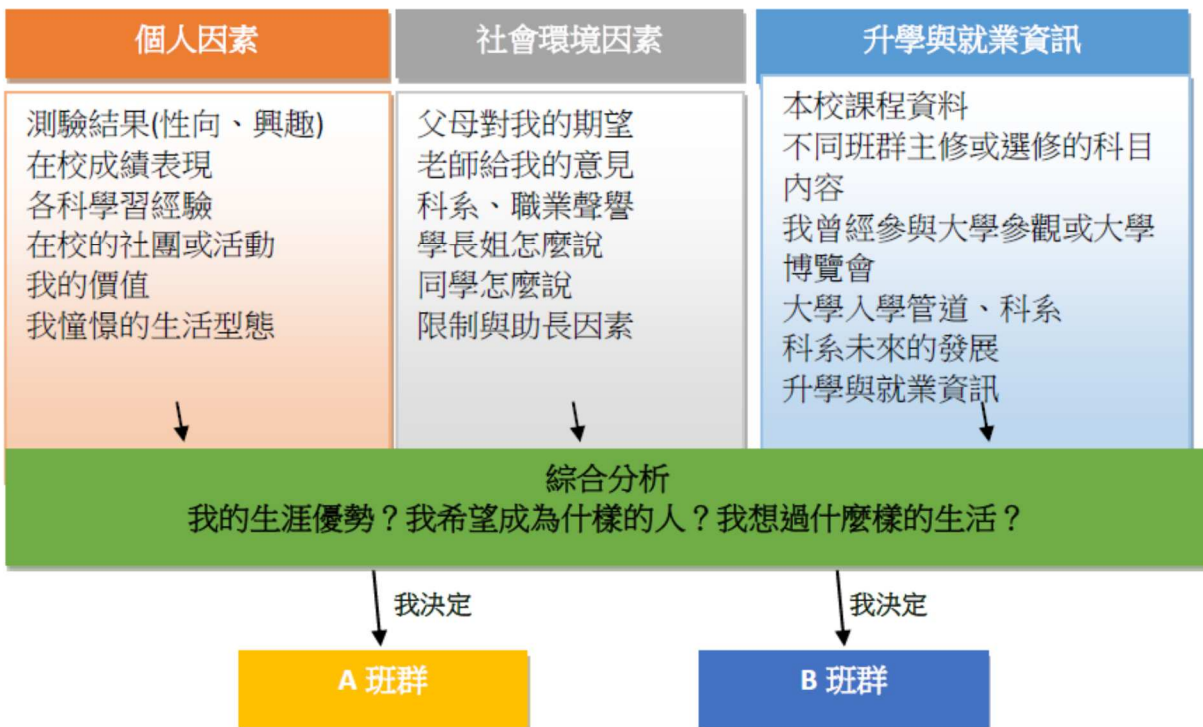 個人因素
測驗結果(性向、興趣)
在校成績表現
各科學習經驗
在校的社團或活動
我的價值
我憧憬的生活型態
社會環境因素
父母對我的期望
老師給我的意見
科系、職業聲譽
學長姐怎麼說
同學怎麼說
限制與助長因素
升學與就業資訊
本校課程資料
不同班群主修或選修的科目
內容
我曾經參與大學參觀或大學
博覽會
大學入學管道、科系
科系未來的發展
升學與就業資訊
綜合分析
我的生涯優勢？我希望成為什樣的人？我想過什麼樣的生活？
我決定
我決定
A 班群
B 班群